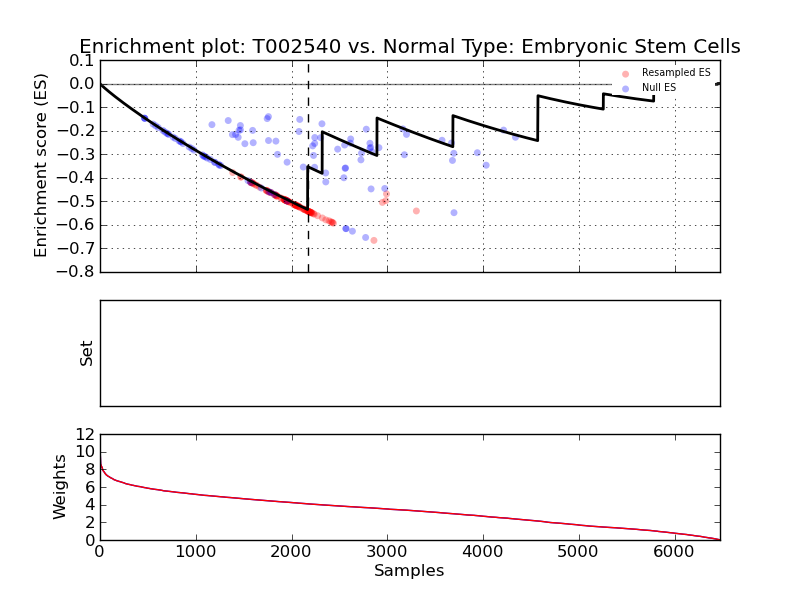 Enrichment plot: T002540 vs. Normal Type: Embryonic Stem Cells
0.1
0.0
−0.1
−0.2
−0.3
−0.4
−0.5
−0.6
−0.7
−0.8
Enrichment score (ES)
Resampled ES
Null ES
Set
12
10
8
6
4
2
0
Weights
0 1000 2000 3000 4000 5000 6000
Samples